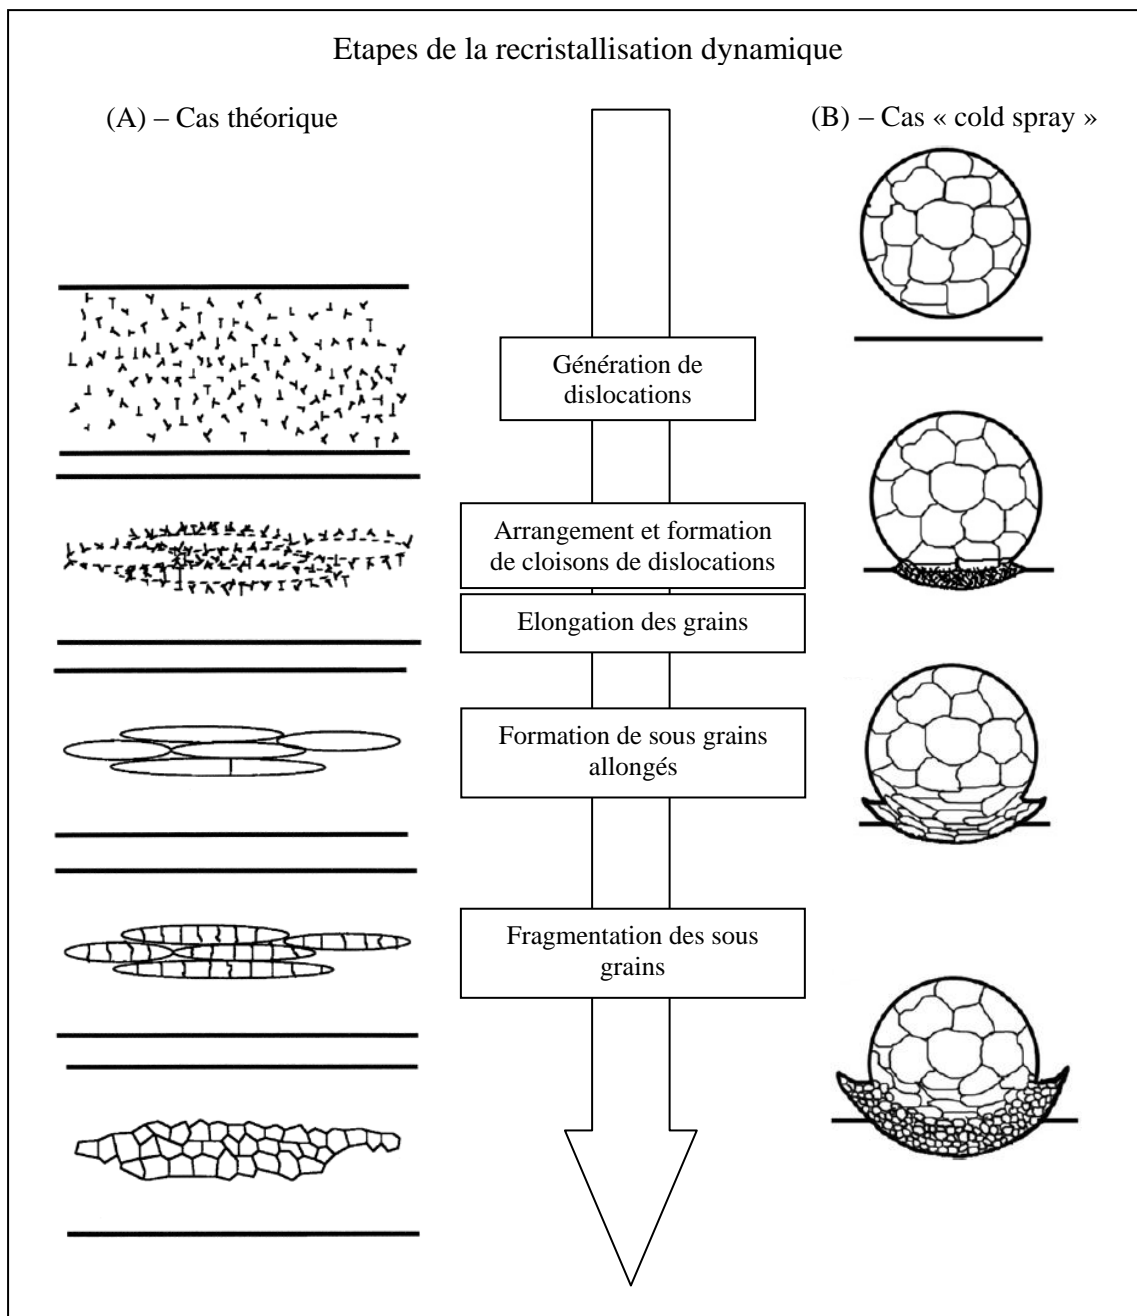 Etapes de la recristallisation dynamique
(A) – Cas théorique
(B) – Cas « cold spray »
Génération de
dislocations
Arrangement et formation
de cloisons de dislocations
Elongation des grains
Formation de sous grains
allongés
Fragmentation des sous
grains